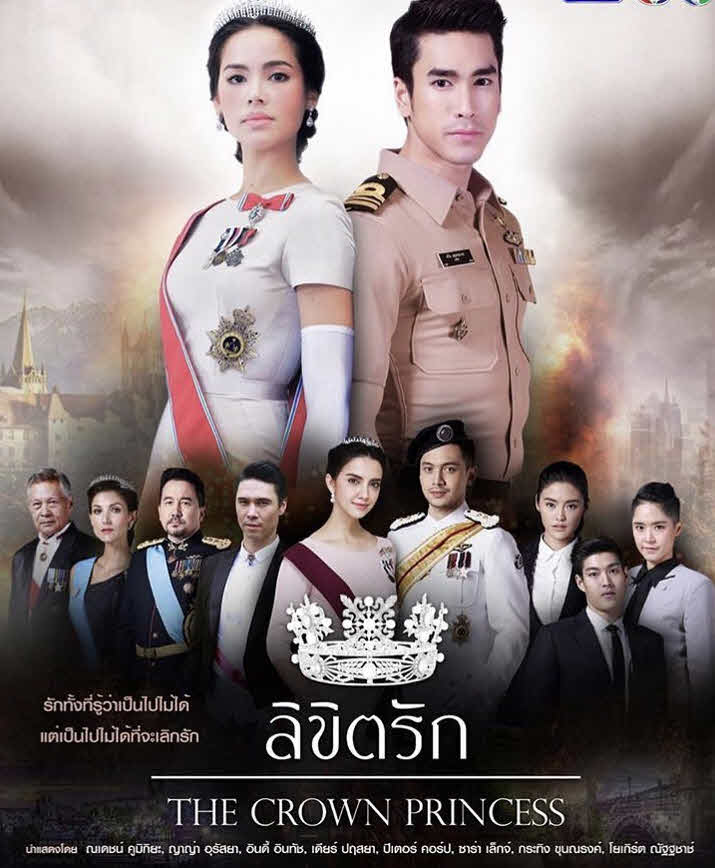 รักทั้งที่รู้ว่าเป็นไปไม่ได้
แต่เป็นไปไม่ได้ที่จะเลิกรัก
ลิขิตรัก
THE CROWN PRINCESS
นำแสดงโดย ณเดชน์ คูกิมิยะ, ญาญ่า อุรัสยา, อินดี้ อินทัช, เดียร์ ปฤสยา, ปีเตอร์ คอร์ป, ซาร่า เล็กจ์, กระทิง ขุนณรงค์, โยเกิร์ต ณัฐฐชาช์